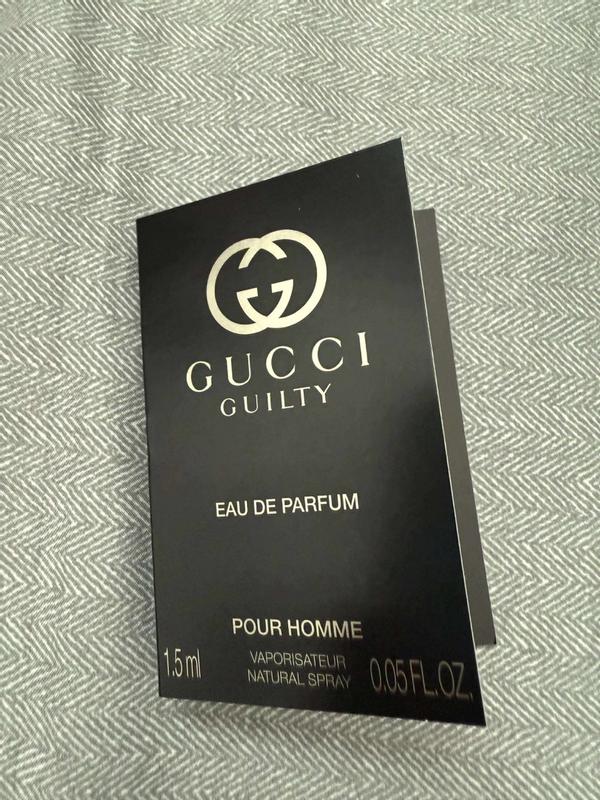 GUCCI
GUILTY
EAU DE PARFUM
POUR HOMME
1.5 ml
VAPORISATEUR
NATURAL SPRAY
0.05 FL.OZ.